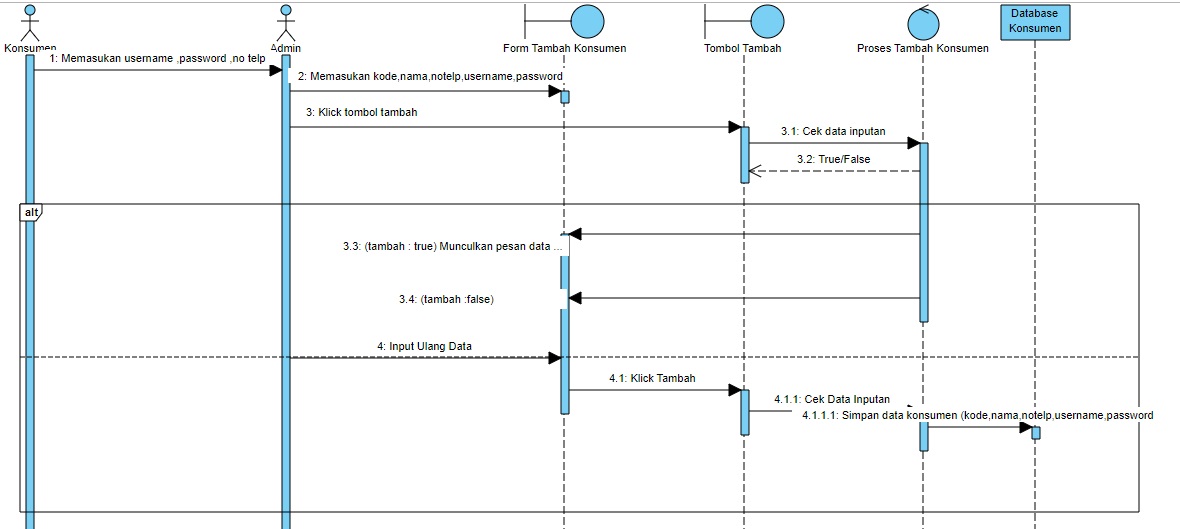 Konsumen
Admin
Form Tambah Konsumen
Tombol Tambah
Proses Tambah Konsumen
Database
Konsumen
1: Memasukan username ,password ,no telp
2: Memasukan kode,nama,notelp,username,password
3: Klick tombol tambah
3.1: Cek data inputan
3.2: True/False
alt
3.3: (tambah : true) Munculkan pesan data ...
3.4: (tambah :false)
4: Input Ulang Data
4.1: Klick Tambah
4.1.1: Cek Data Inputan
4.1.1.1: Simpan data konsumen (kode,nama,notelp,username,password